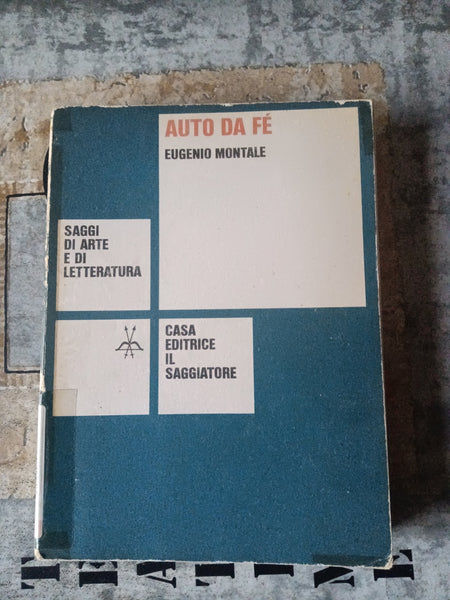 AUTO DA FÉ
EUGENIO MONTALE
SAGGI
DI ARTE
E DI
LETTERATURA
CASA
EDITRICE
IL
SAGGIATORE